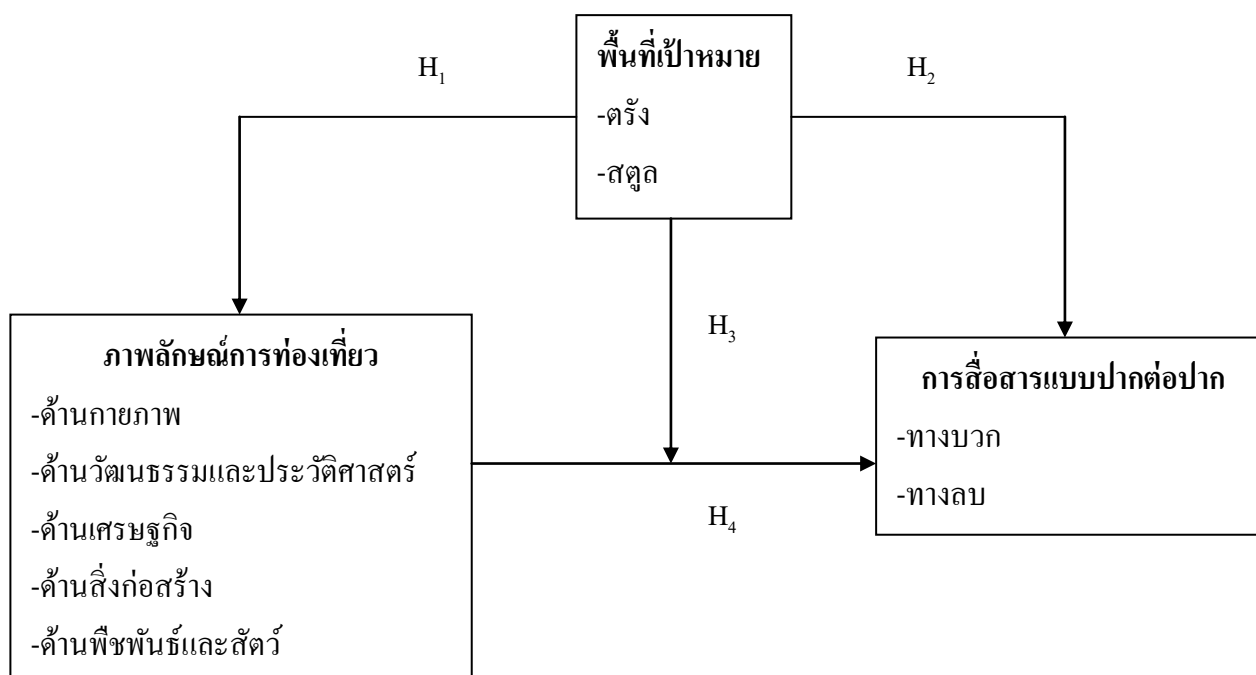 พื้นที่เป้าหมาย
-ตรัง
-สตูล
H₁
H₂
H₃
H₄
ภาพลักษณ์การท่องเที่ยว
-ด้านกายภาพ
-ด้านวัฒนธรรมและประวัติศาสตร์
-ด้านเศรษฐกิจ
-ด้านสิ่งก่อสร้าง
-ด้านพืชพันธ์และสัตว์
การสื่อสารแบบปากต่อปาก
-ทางบวก
-ทางลบ